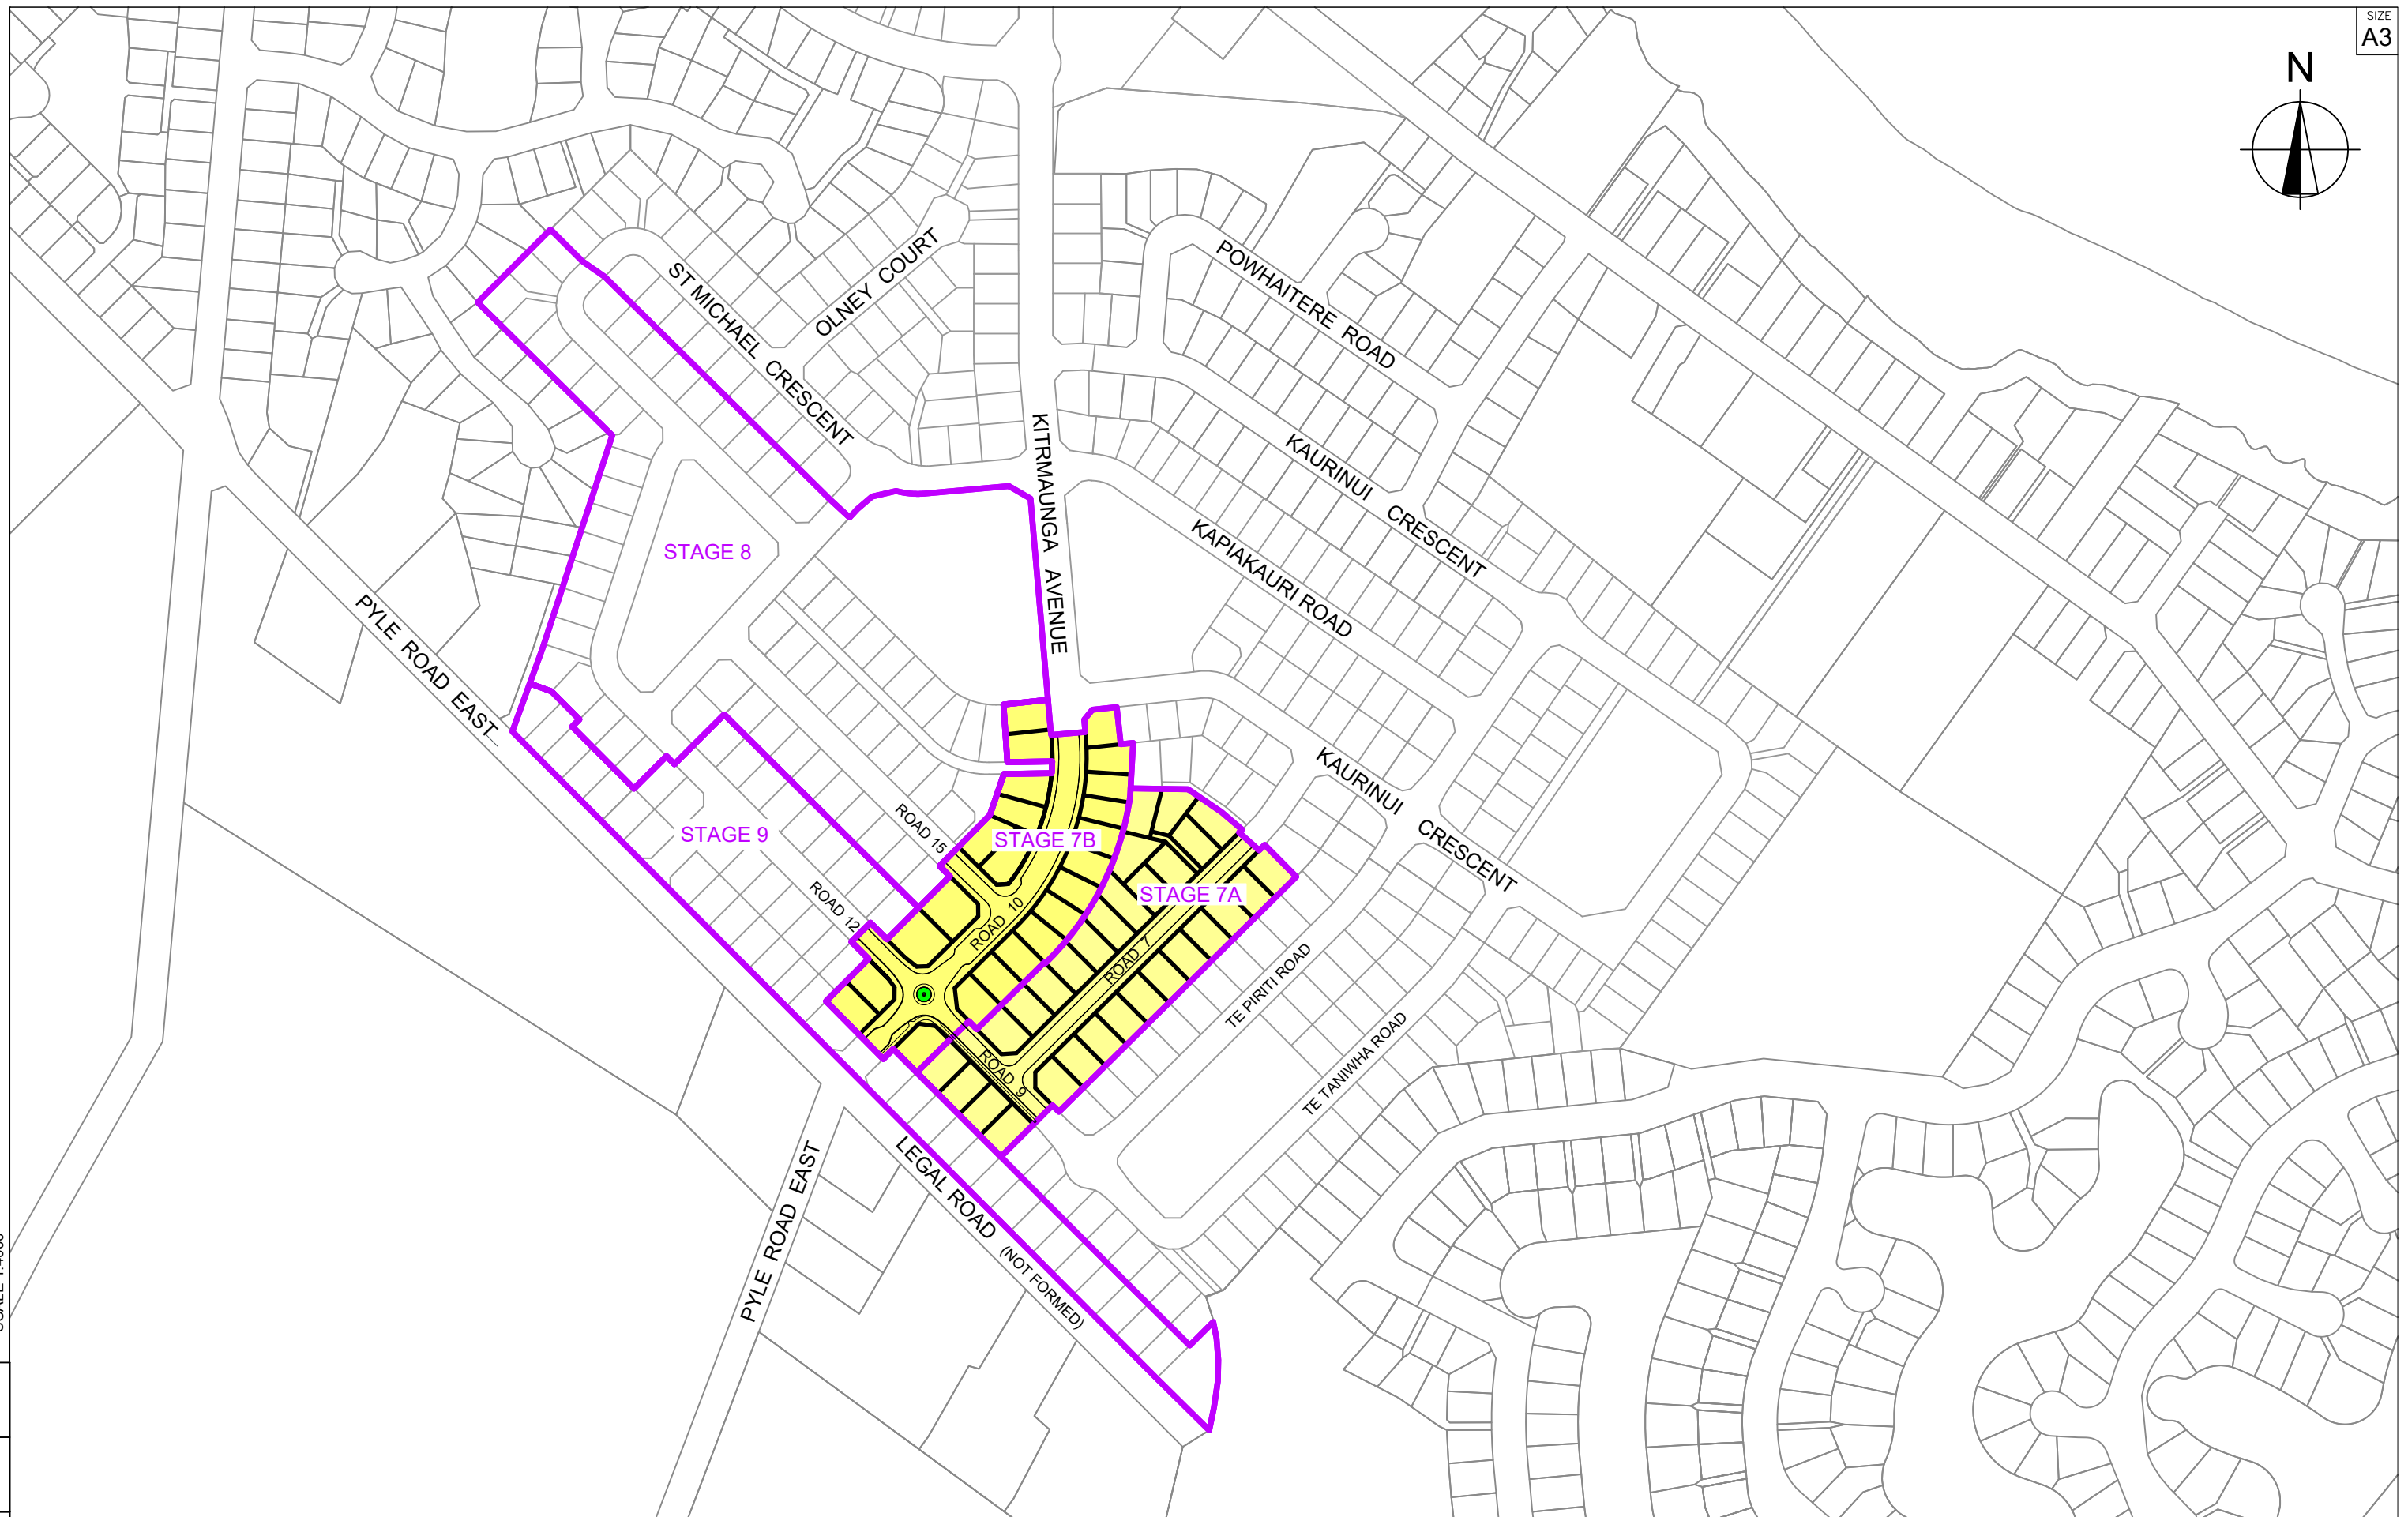 SIZE
A3
N
ST MICHAEL CRESCENT
OLNEY COURT
POWHAITERE ROAD
KITRMAUNGA AVENUE
KAURINUI CRESCENT
KAPIAKAURI ROAD
STAGE 8
PYLE ROAD EAST
KAURINUI CRESCENT
STAGE 9
ROAD 15
STAGE 7B
STAGE 7A
ROAD 12
ROAD 10
ROAD 7
TE PIRITI ROAD
TE TANIWHA ROAD
ROAD 9
PYLE ROAD EAST
LEGAL ROAD (NOT FORMED)